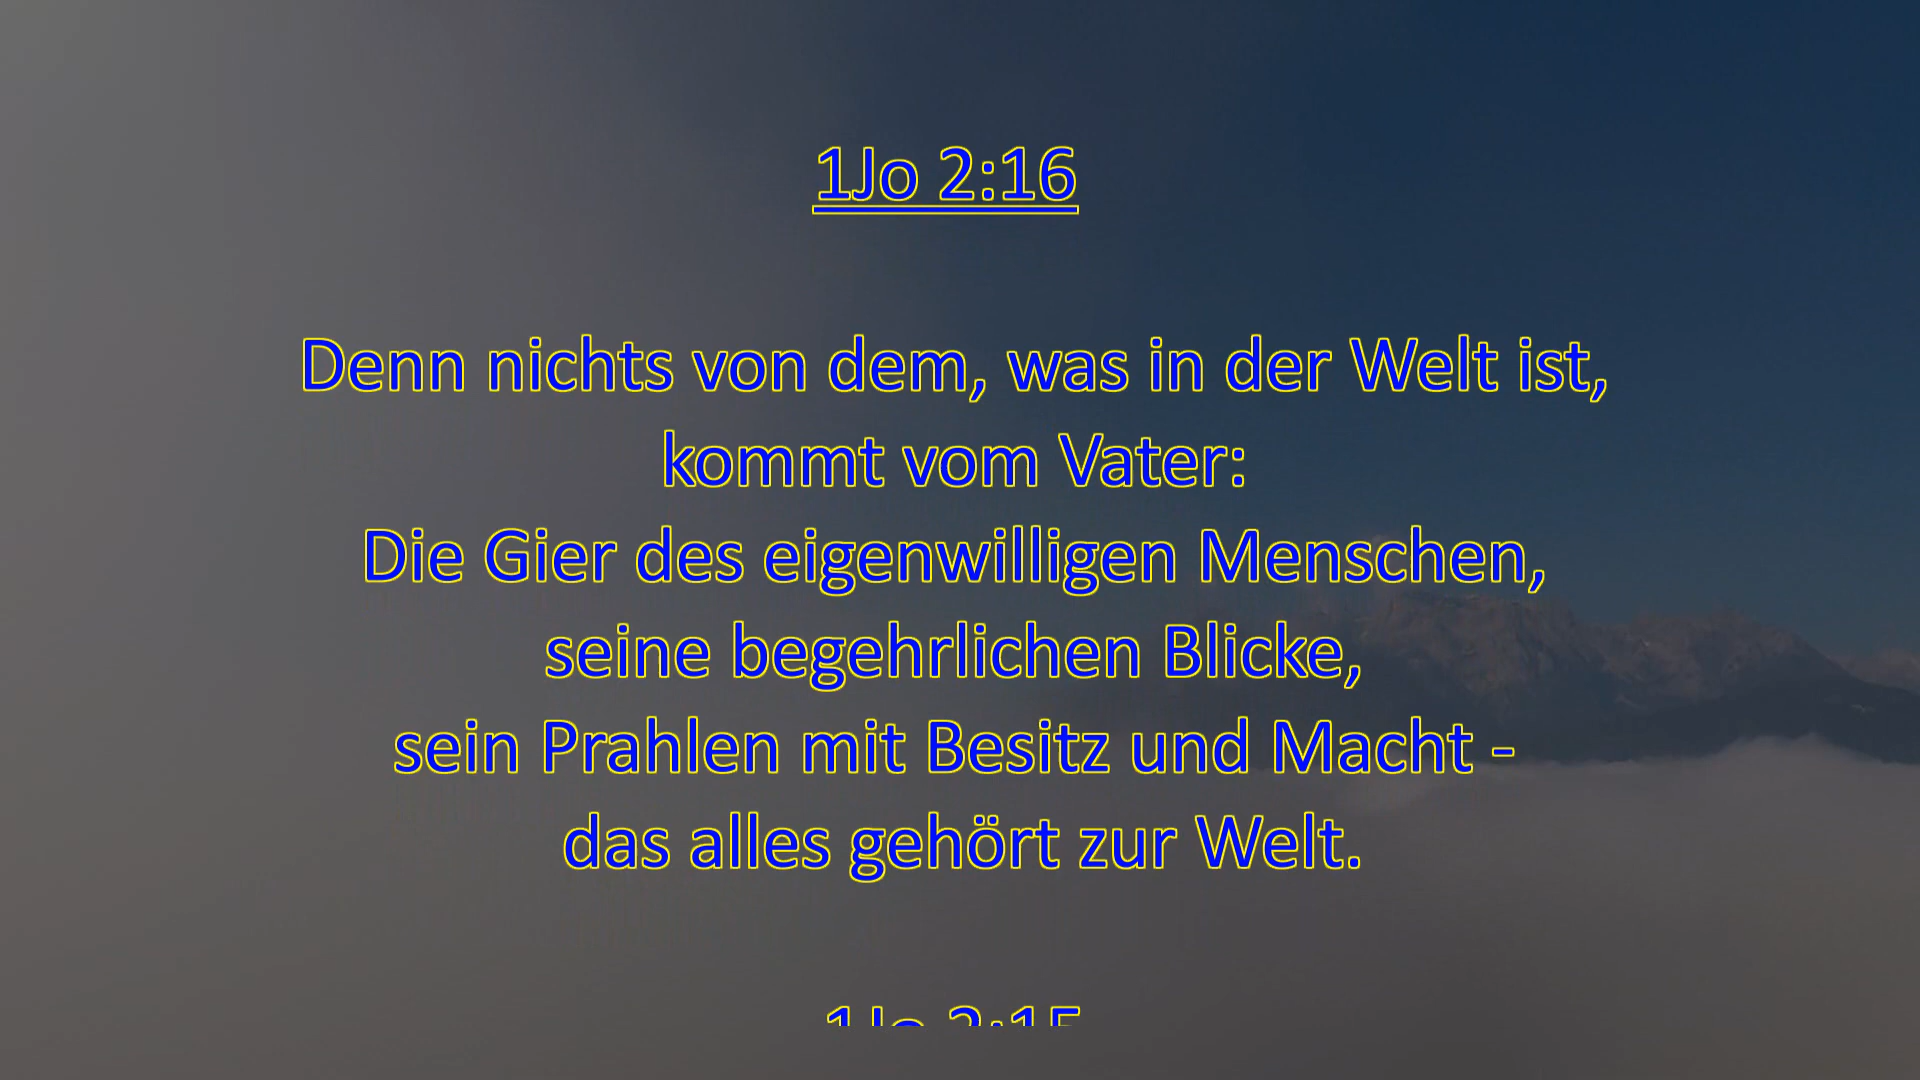 1Jo 2:16
Denn nichts von dem, was in der Welt ist,
kommt vom Vater:
Die Gier des eigenwilligen Menschen,
seine begehrlichen Blicke,
sein Prahlen mit Besitz und Macht -
das alles gehört zur Welt.